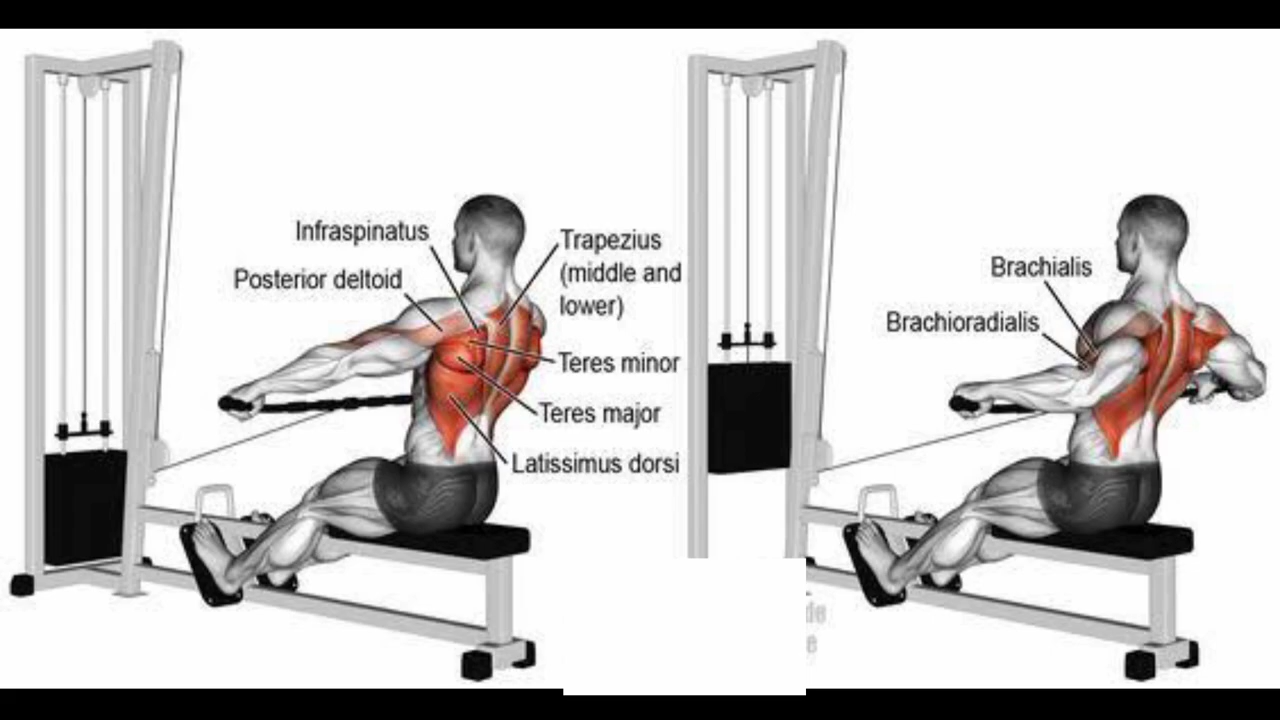 Infraspinatus
Posterior deltoid
Trapezius
(middle and
lower)
Teres minor
Teres major
Latissimus dorsi
Brachialis
Brachioradialis